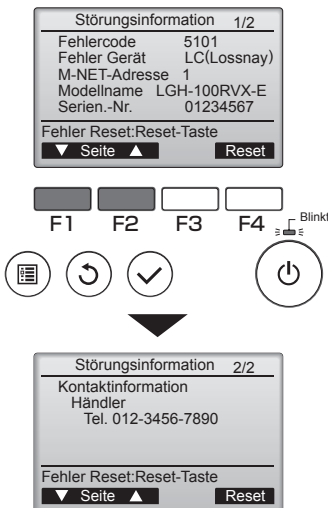 Störungsinformation 1/2
Fehlercode 5101
Fehler Gerät LC(Lossnay)
M-NET-Adresse 1
Modellname LGH-100RVX-E
Serien.-Nr. 01234567
Fehler Reset:Reset-Taste
▼ Seite ▲ Reset
F1 F2 F3 F4
Blinkt
Störungsinformation 2/2
Kontaktinformation
Händler
Tel. 012-3456-7890
Fehler Reset:Reset-Taste
▼ Seite ▲ Reset